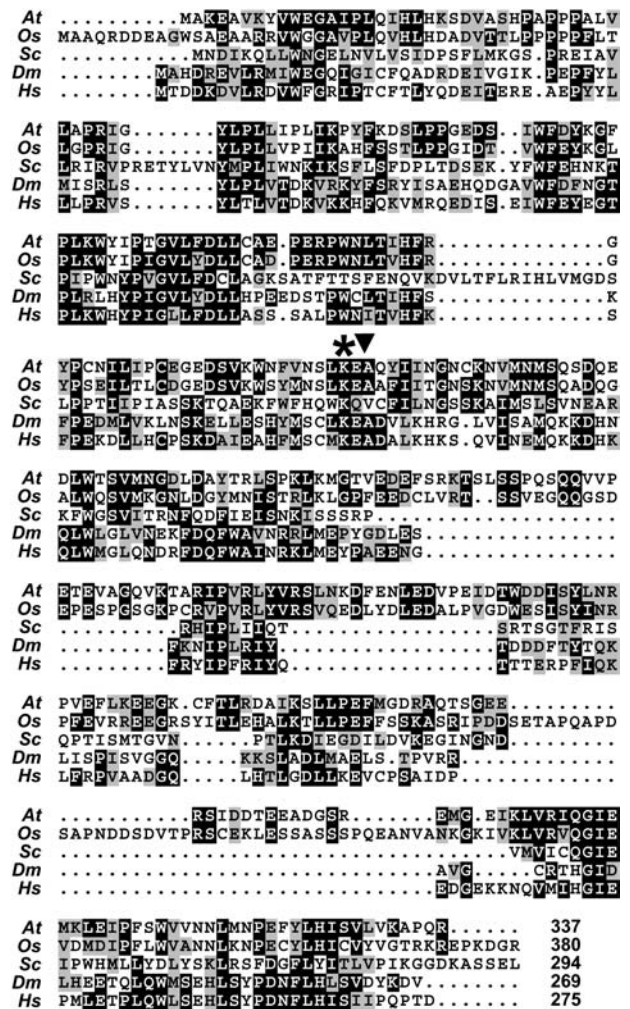 At ..........MAKEAVKYVWEGAIPLQIHLHKSDVASHPAPPPALV
Os MAAQRDDEAGWSAEAARRVWGGAVPLQVHLHDADVTTLPPPPPFLT
Sc ........MNDIKQLLWNGELNVLVSIDPSFLMKGS.PREIAV
Dm ........MAHDREVLRMIWEGQIGICFQADRDEIVGIK.PEPFYL
Hs ........MTDDKDVLRDVWFGRIPTCFTLYQDEITERE.AEPYYL
At LAPRIG.......YLPLLIPLIKPYFKDSLPPGEDS..IWFDYKGF
Os LGPRIG.......YLPLLVPIIKAHFSSTLPPGIDT..VWFEYKGL
Sc LRIRVPRETYLVNYMPLIWNKIKSFLSFDPLTDSEK.YFWFEHNKT
Dm MISRLS.......YLPLVTDKVRKYFSRYISAEHQDGAVWFDFNGT
Hs LLPRVS.......YLTLVTDKVKKHFQKVMRQEDIS.EIWFEYEGT
At PLKWYIPTGVLFDLLCAE.PERPWNLTIHFR..............G
Os PLKWYIPIGVLYDLLCAD.PERPWNLTVHFR..............G
Sc PIPWNYPVGVLFDCLAGKSATFTTSFENQVKDVLTFLRIHLVMGDS
Dm PLRLHYPIGVLYDLLHPEEDSTPWCLTIHFS..............K
Hs PLKWHYPIGLLFDLLASS.SALPWNITVHFK..............S
* ▼
At YPCNILIPCEGEDSVKWNFVNSLKEAQYIINGNCKNVMNMSQSDQE
Os YPSEILTLCDGEDSVKWSYMNSLKEAAFIITGNSKNVMNMSQADQG
Sc LPPTIIPIASSKTQAEKFWFHQWKQVCFILNGSSKAIMSLSVNEAR
Dm FPEDMLVKLNSKELLESHYMSCLKEADVLKHRG.LVISAMQKKDHN
Hs FPEKDLLHCPSKDAIEAHFMSCMKEADALKHKS.QVINEMQKKDHK
At DLWTSVMNGDLDAYTRLSPKLKMGTVEDEFSRKTSLSSPQSQQVVP
Os ALWQSVMKGNLDGYMNISTRLKLGPFEEDCLVRT..SSVEGQQGSD
Sc KFWGSVITRNFQDFIEISNKISSSRP....................
Dm QLWLGLVNEKFDQFWAVNRRLMEPYGDLES................
Hs QLWMGLQNDRFDQFWAINRKLMEYPAEENG................
At ETEVAGQVKTARIPVRLYVRSLNKDFENLEDVPEIDTWDDISYLNR
Os EPESPGSGKPCRVPVRLYVRSVQEDLYDLEDALPVGDWESISYINR
Sc ..........RHIPLIIQT.................SRTSGTFRIS
Dm .........FKNIPLRIY..................TDDDFTYTQK
Hs .........FRYIPFRIYQ.................TTTERPFIQK
At PVEFLKEEGK.CFTLRDAIKSLLPEFMGDRAQTSGEE.........
Os PFEVRREEGRSYITLEHALKTLLPEFFSSKASRIPDDSETAPQAPD
Sc QPTISMTGVN......PTLKDIEGDILDVKEGINGND.........
Dm LISPISVGGQ......KKSLADLMAELS.TPVRR............
Hs LFRPVAADGQ......LHTLGDLLKEVCPSAIDP............
At ..........RSIDDTEEADGSR.........EMG.EIKLVRIQGIE
Os SAPNDDSDVTPRSCEKLESSASSSPQEANVANKGKIVKLVRVQGIE
Sc ....................................VMVICQGIE
Dm ................................AVG....CRTHGID
Hs ................................EDGEKKNQVMIHGIE
At MKLEIPFSWVVNNLMNPEFYLHISVLVKAPQR...... 337
Os VDMDIPFLWVANNLKNPECYLHICVYVGTRKREPKDGR 380
Sc IPWHMLLYDLYSKLRSFDGFLYITLVPIKGGDKASSEL 294
Dm LHEETQLQWMSEHLSYPDNFLHLSVDYKDV........ 269
Hs PMLETPLQWLSEHLSYPDNFLHISIIPQPTD....... 275